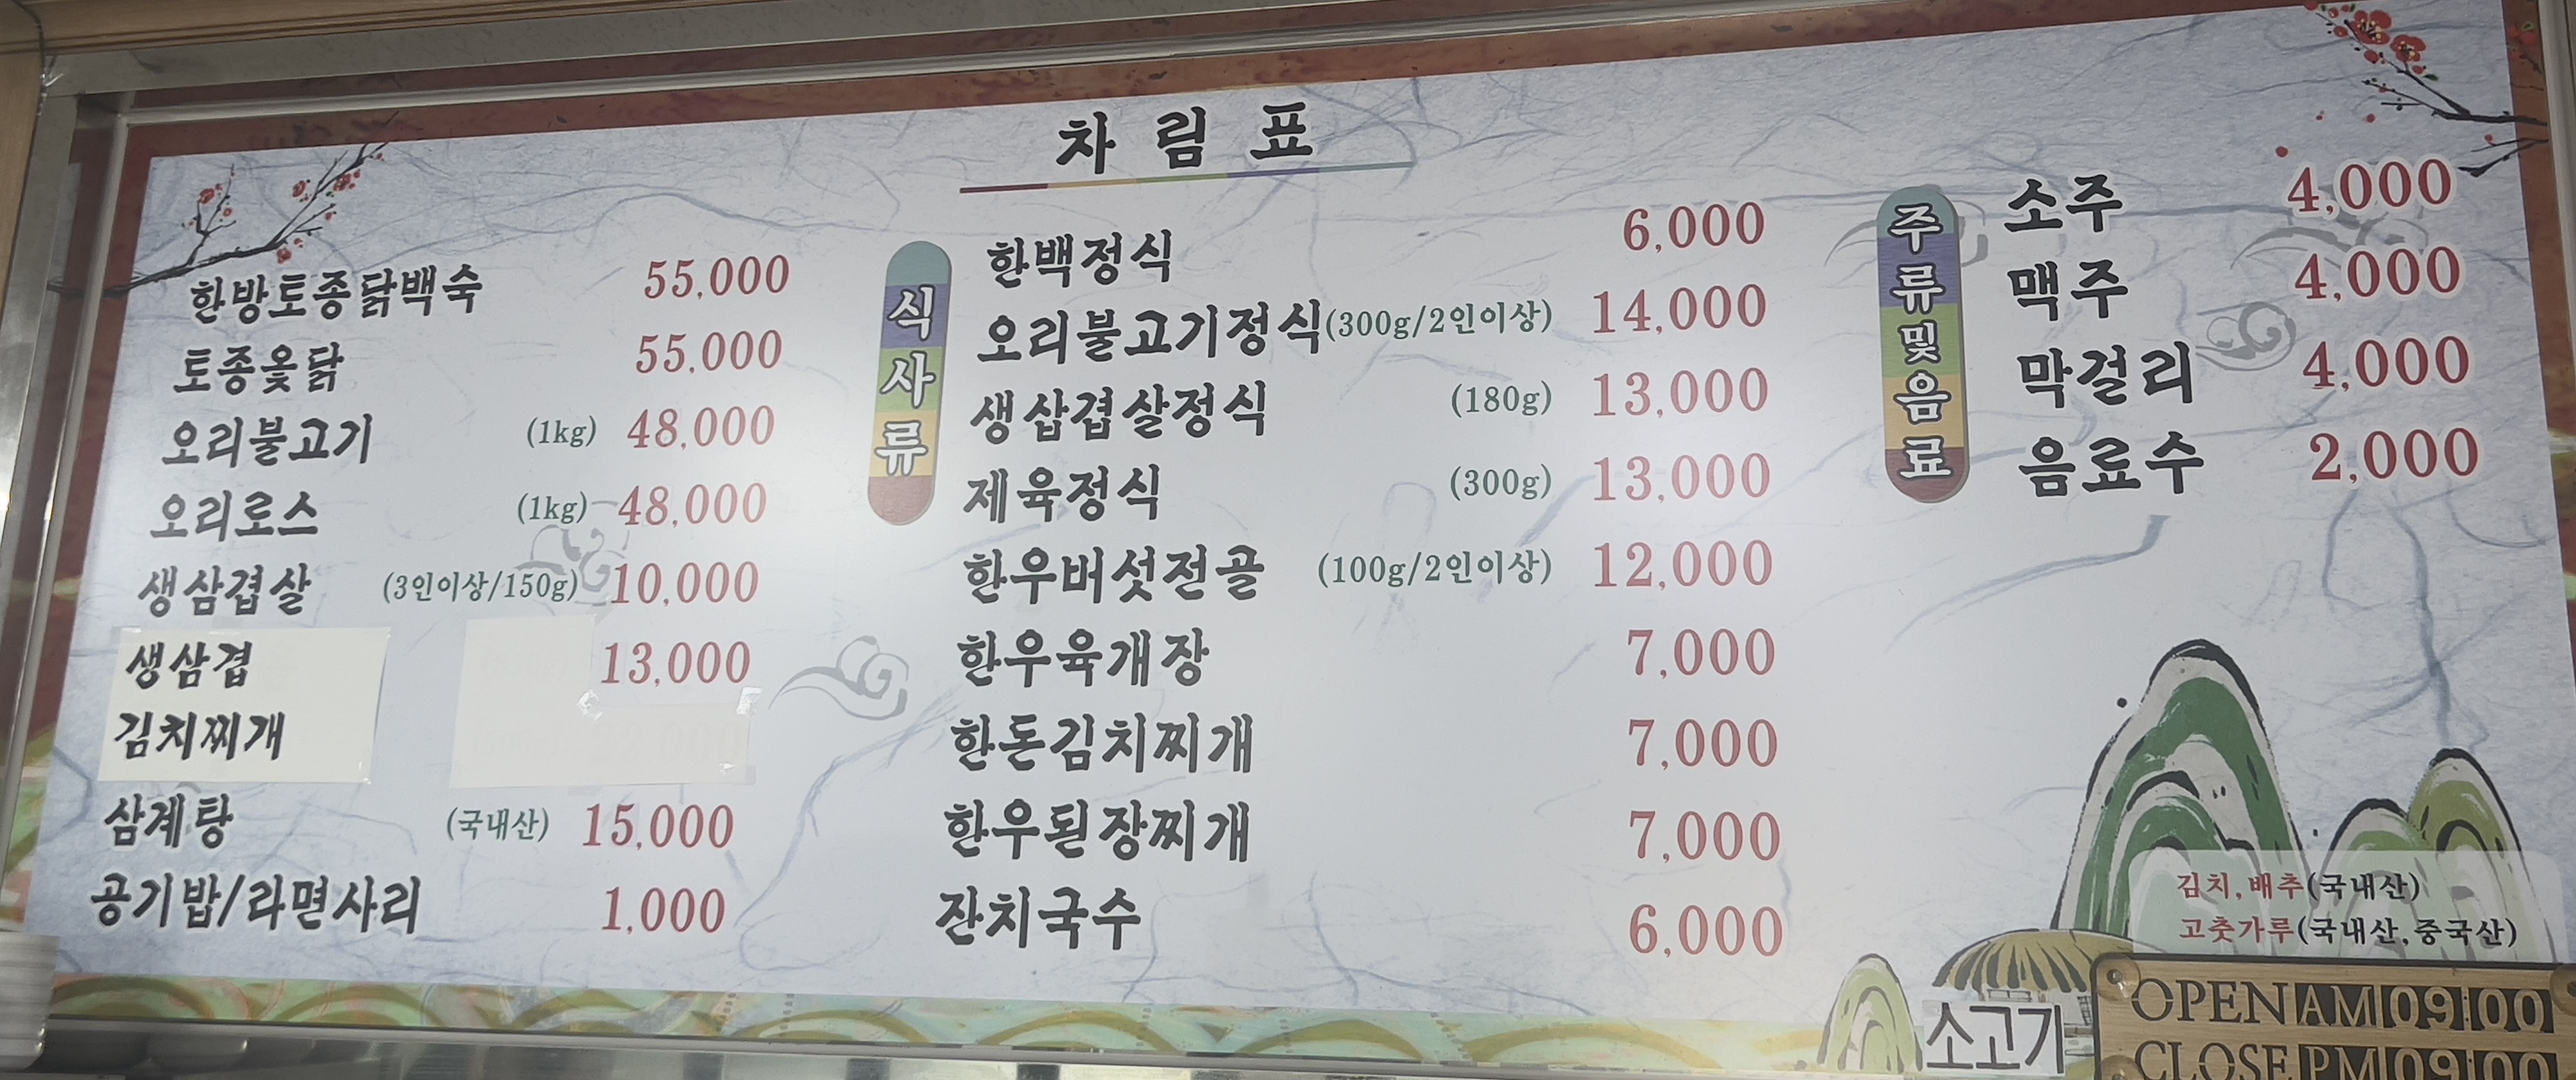 차림표
한방토종닭백숙 55,000
토종옻닭 55,000
오리불고기 (1kg) 48,000
오리로스 (1kg) 48,000
생삼겹살 (3인이상/150g) 10,000
생삼겹 13,000
김치찌개
삼계탕 (국내산) 15,000
공기밥/라면사리 1,000
식사류
한백정식 6,000
오리불고기정식(300g/2인이상) 14,000
생삽겹살정식 (180g) 13,000
제육정식 (300g) 13,000
한우버섯전골 (100g/2인이상) 12,000
한우육개장 7,000
한돈김치찌개 7,000
한우된장찌개 7,000
잔치국수 6,000
주류및음료
소주 4,000
맥주 4,000
막걸리 4,000
음료수 2,000
김치,배추(국내산)
고춧가루(국내산,중국산)
소고기
OPEN AM 09:00
CLOSE PM 09:00